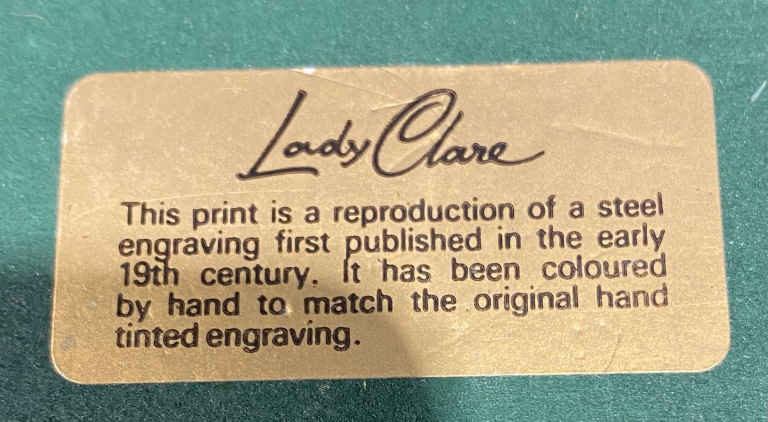 Lady Clare
This print is a reproduction of a steel
engraving first published in the early
19th century. It has been coloured
by hand to match the original hand
tinted engraving.